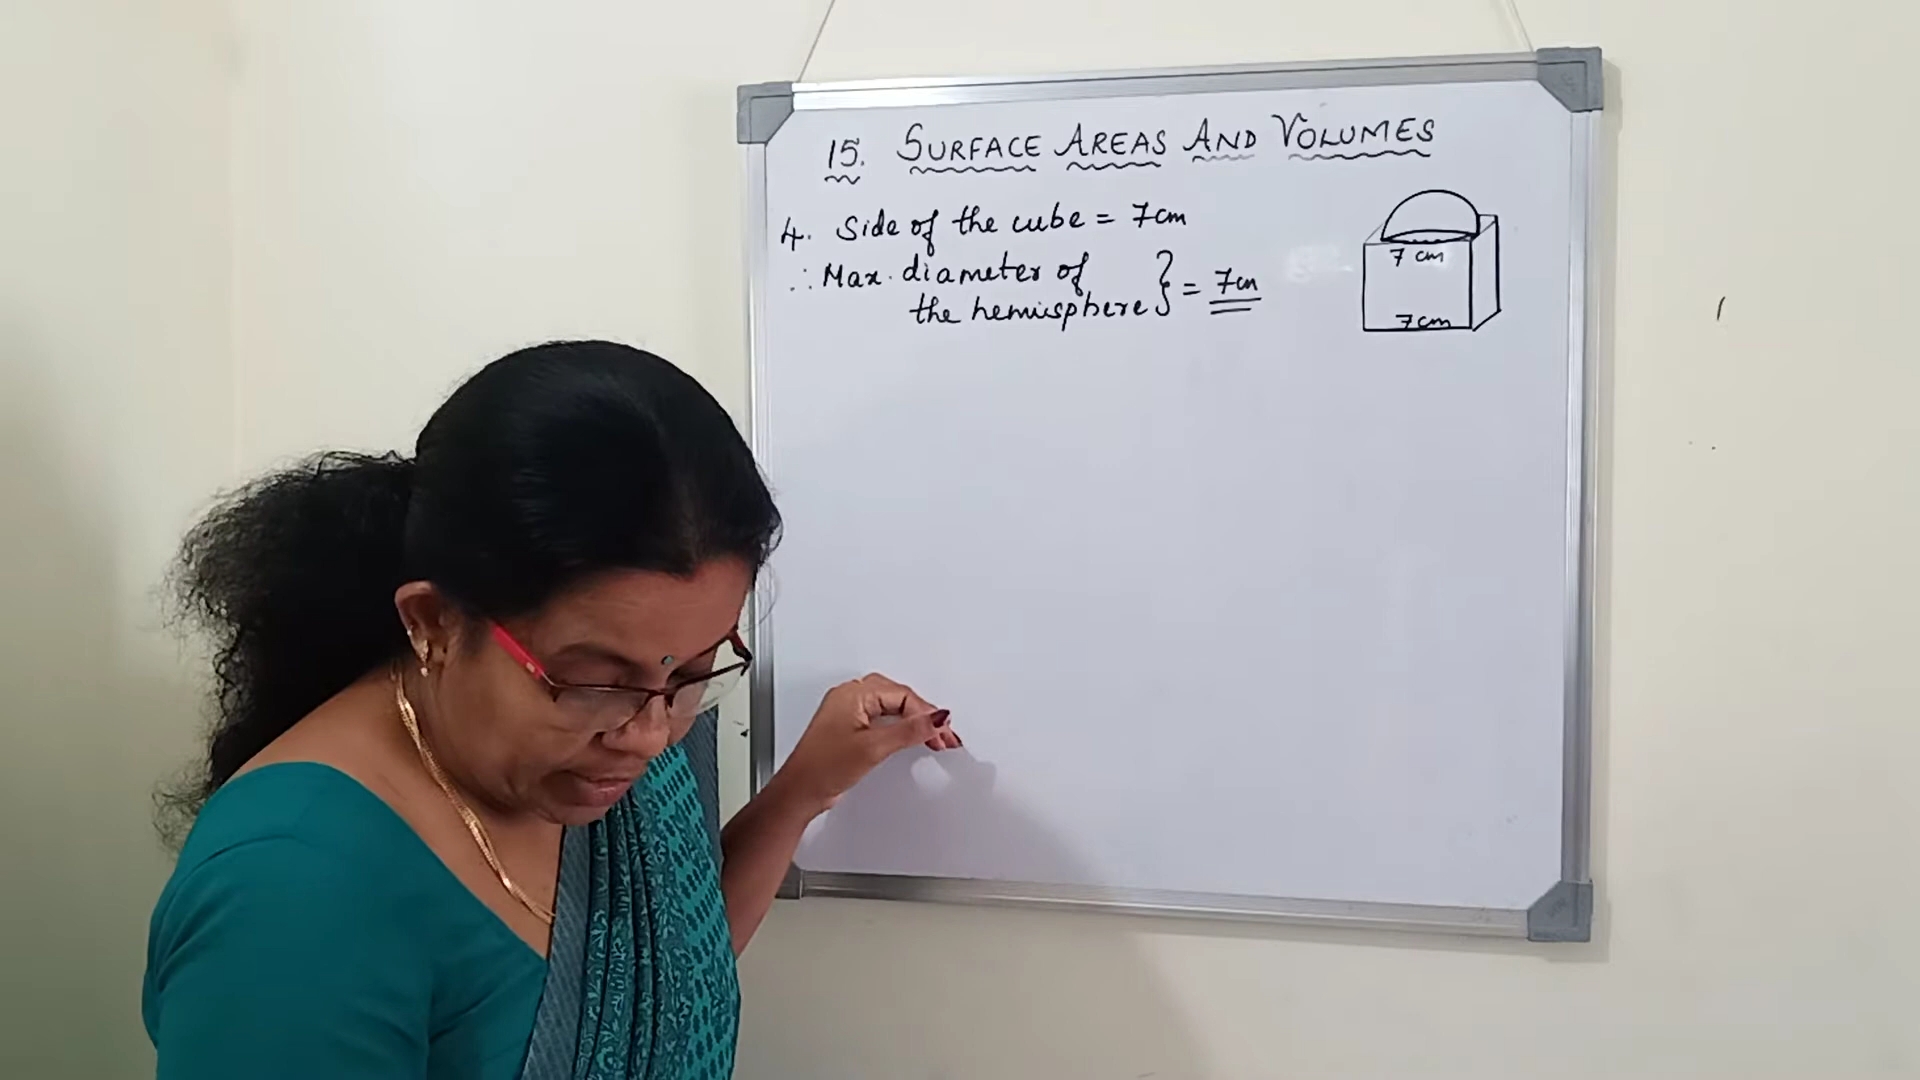 15. SURFACE AREAS AND VOLUMES
4. Side of the cube = 7cm
∴ Max. diameter of
the hemisphere } = 7cm
7 cm
7cm